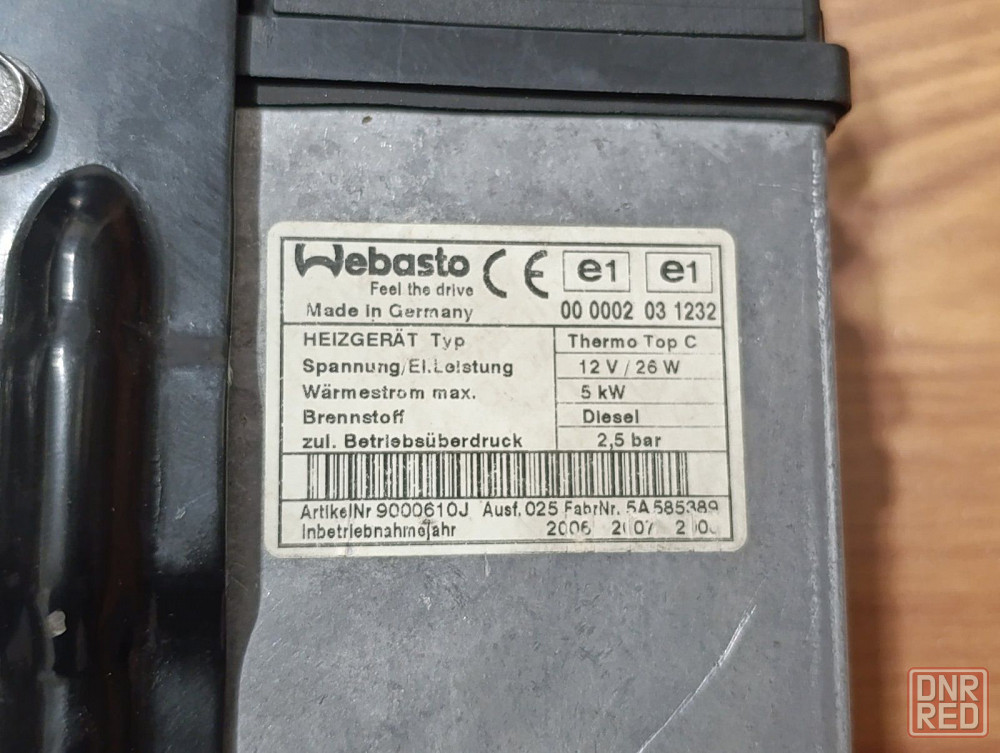 Webasto CE e1 e1
Feel the drive
Made in Germany 00 0002 03 1232
HEIZGERÄT Typ Thermo Top C
Spannung/El.Leistung 12 V / 26 W
Wärmestrom max. 5 kW
Brennstoff Diesel
zul. Betriebsüberdruck 2,5 bar
ArtikelNr 9000610J Ausf. 025 FabrNr. 5A 585389
Inbetriebnahmejahr 2006 2007
DNR
RED